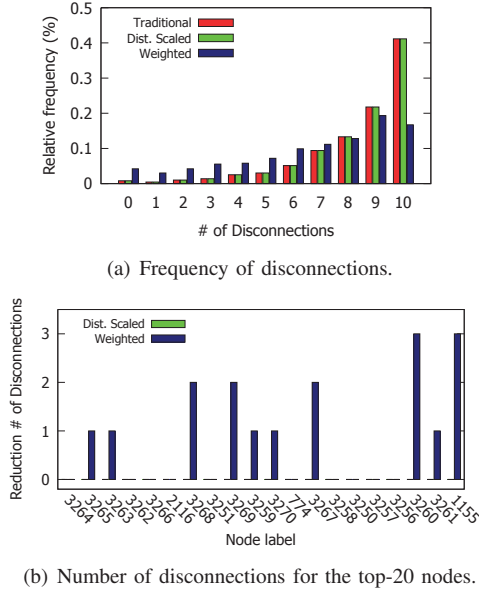 Relative frequency (%)
0.5
0.4
0.3
0.2
0.1
0
Traditional
Dist. Scaled
Weighted
0 1 2 3 4 5 6 7 8 9 10
# of Disconnections
(a) Frequency of disconnections.
Reduction # of Disconnections
3
2
1
0
Dist. Scaled
Weighted
3264 3265 3263 3262 3266 2116 3268 3251 3269 3259 3270 774 3267 3258 3250 3257 3256 3260 3261 1155
Node label
(b) Number of disconnections for the top-20 nodes.